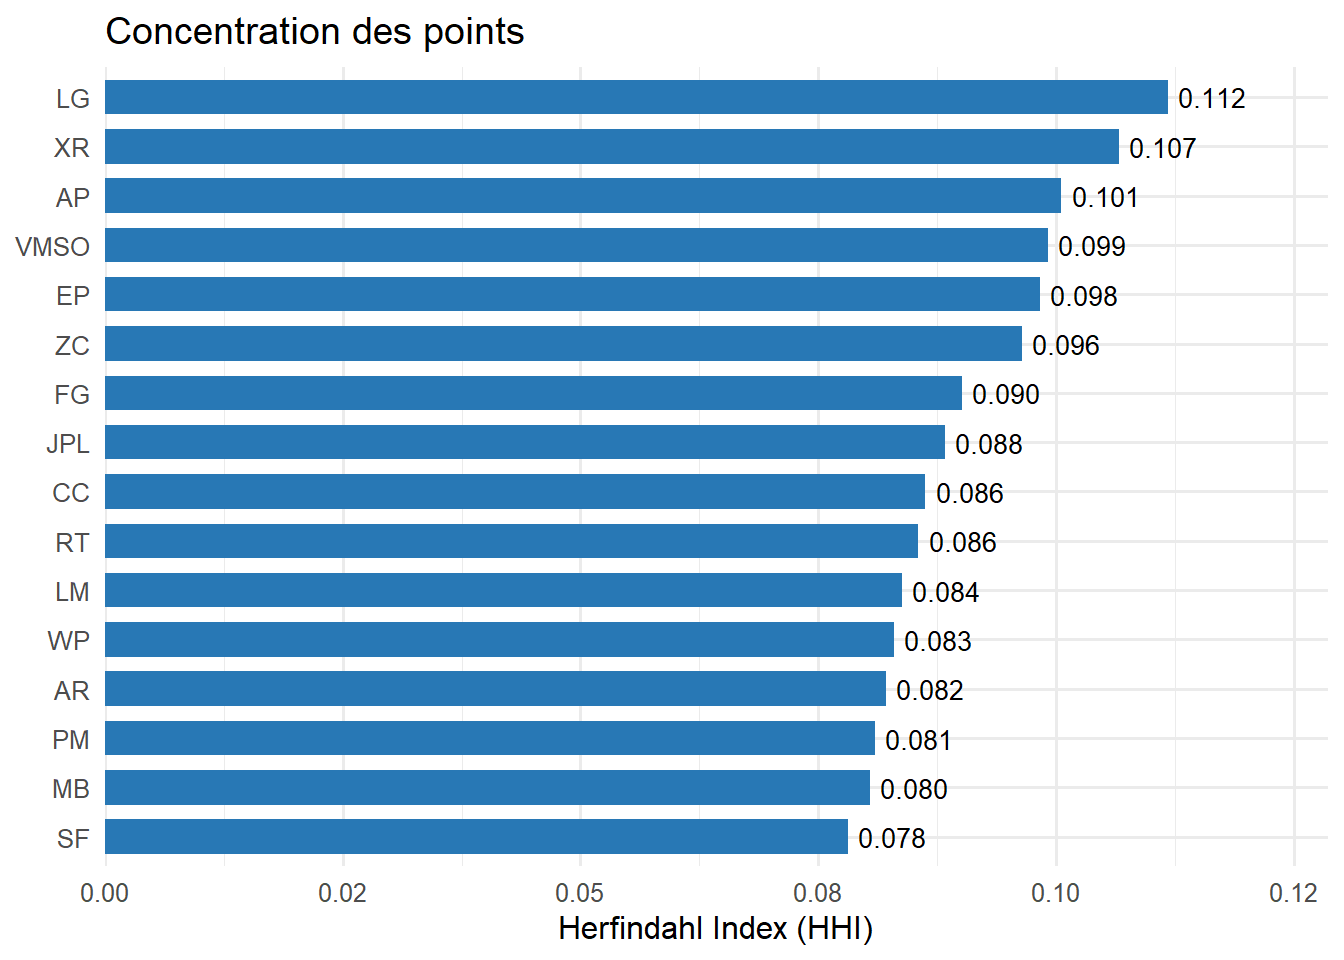 Concentration des points
LG 0.112
XR 0.107
AP 0.101
VMSO 0.099
EP 0.098
ZC 0.096
FG 0.090
JPL 0.088
CC 0.086
RT 0.086
LM 0.084
WP 0.083
AR 0.082
PM 0.081
MB 0.080
SF 0.078
0.00 0.02 0.05 0.08 0.10 0.12
Herfindahl Index (HHI)